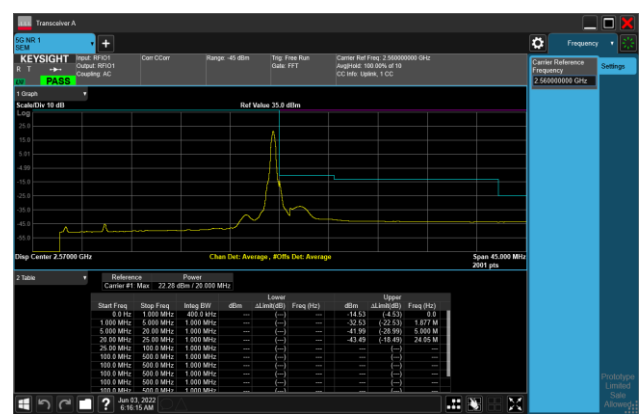 Transceiver A
5G NR.1
SEM
Frequency
KEYSIGHT
R T
PASS
Input: RFIO1
Output: RFIO1
Coupling: AC
Corr CCorr
Range: -45 dBm
Trig: Free Run
Gate: FFT
Carrier Ref Freq: 2.560000000 GHz
Avg|Hold: 100.00% of 10
CC Info: Uplink, 1 CC
Carrier Reference
Frequency
2.560000000 GHz
Settings
1 Graph
Scale/Div 10 dB
Ref Value 35.0 dBm
Log
25.0
15.0
5.01
-4.99
-15.0
-25.0
-35.0
-45.0
-55.0
Disp Center 2.57000 GHz
Chan Det: Average , #Offs Det: Average
Span 45.000 MHz
2001 pts
2 Table
Reference Power
Carrier #1 Max 22.28 dBm / 20.000 MHz
Lower Upper
Start Freq Stop Freq Integ BW dBm ΔLimit(dB) Freq (Hz) dBm ΔLimit(dB) Freq (Hz)
0.0 Hz 1.000 MHz 400.0 kHz --- (---) --- -14.53 (-4.53) 0.0
1.000 MHz 5.000 MHz 1.000 MHz --- (---) --- -32.53 (-22.53) 1.877 M
5.000 MHz 20.00 MHz 1.000 MHz --- (---) --- -41.99 (-28.99) 5.000 M
20.00 MHz 25.00 MHz 1.000 MHz --- (---) --- -43.49 (-18.49) 24.05 M
25.00 MHz 100.0 MHz 1.000 MHz --- (---) --- --- (---) ---
100.0 MHz 500.0 MHz 1.000 MHz --- (---) --- --- (---) ---
100.0 MHz 500.0 MHz 1.000 MHz --- (---) --- --- (---) ---
100.0 MHz 500.0 MHz 1.000 MHz --- (---) --- --- (---) ---
100.0 MHz 500.0 MHz 1.000 MHz --- (---) --- --- (---) ---
Jun 03, 2022
6:16:15 AM
Prototype
Limited
Sale
Allowed